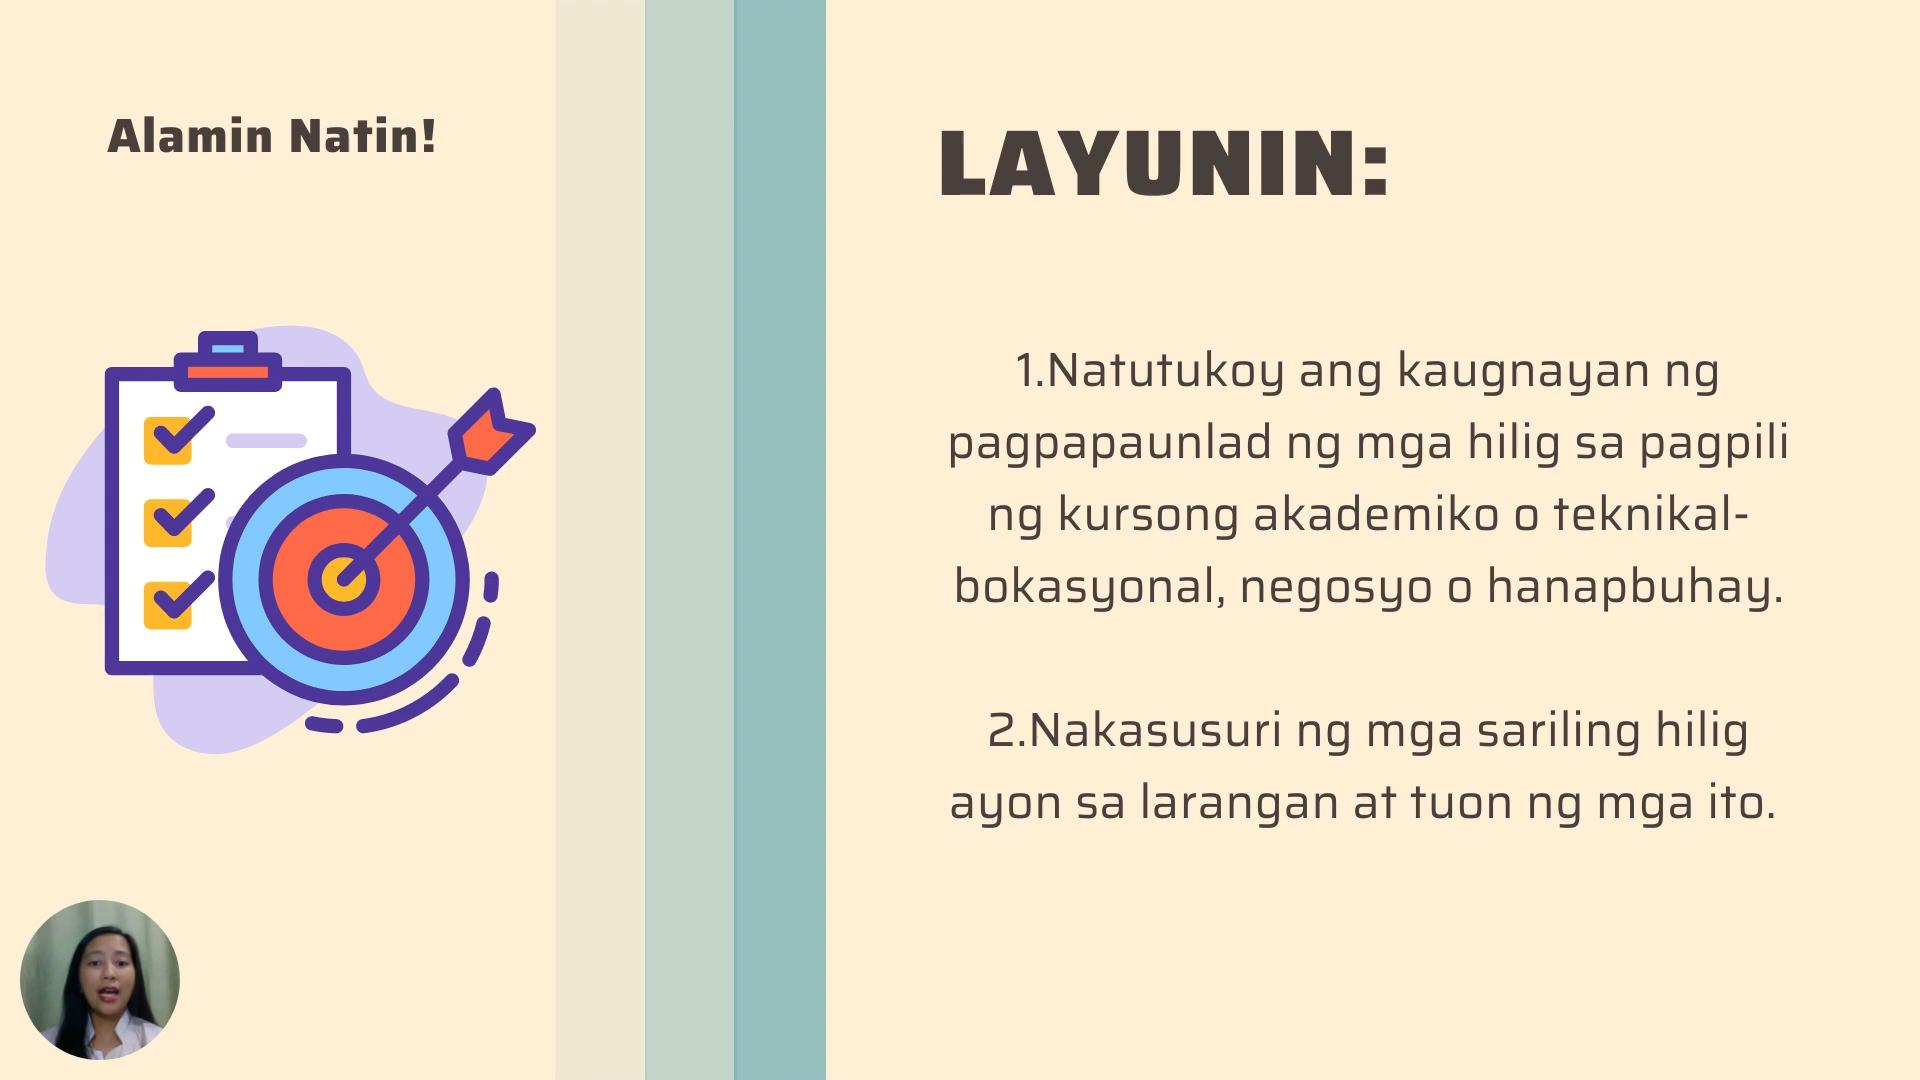 Alamin Natin!
LAYUNIN:
1.Natutukoy ang kaugnayan ng
pagpapaunlad ng mga hilig sa pagpili
ng kursong akademiko o teknikal-
bokasyonal, negosyo o hanapbuhay.
2.Nakasusuri ng mga sariling hilig
ayon sa larangan at tuon ng mga ito.